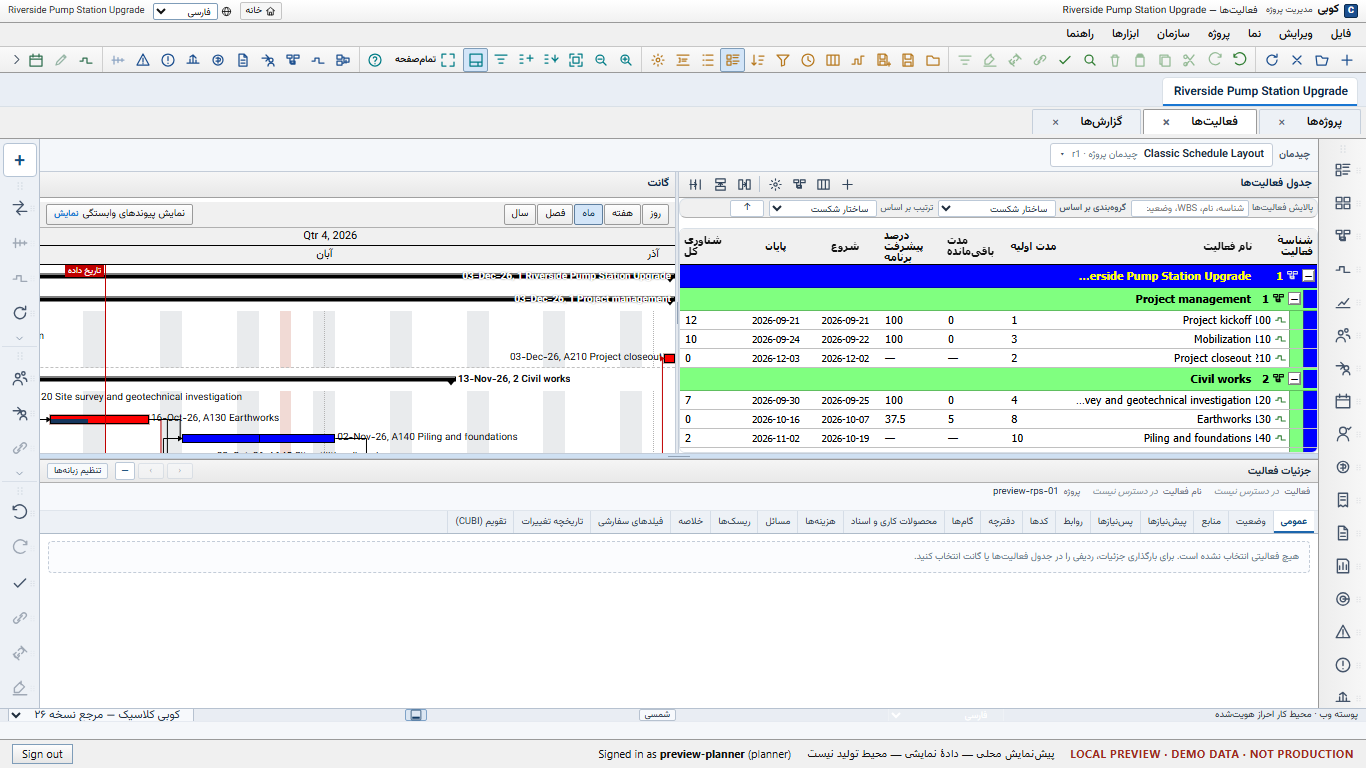 کوبی مدیریت پروژه فعالیت‌ها — Riverside Pump Station Upgrade
خانه
فارسی
Riverside Pump Station Upgrade
فایل ویرایش نما پروژه سازمان ابزارها راهنما
تمام‌صفحه
Riverside Pump Station Upgrade
پروژه‌ها ×
فعالیت‌ها ×
گزارش‌ها ×
چیدمان Classic Schedule Layout چیدمان پروژه · r1
جدول فعالیت‌ها
پالایش فعالیت‌ها شناسه، نام، WBS، وضعیت
گروه‌بندی بر اساس ساختار شکست
ترتیب بر اساس ساختار شکست
شناسه فعالیت نام فعالیت مدت اولیه مدت باقی‌مانده درصد پیشرفت برنامه شروع پایان شناوری کل
1 ...erside Pump Station Upgrade
1 Project management
100 Project kickoff 1 0 100 2026-09-21 2026-09-21 12
110 Mobilization 3 0 100 2026-09-22 2026-09-24 10
210 Project closeout 2 — — 2026-12-02 2026-12-03 0
2 Civil works
120 ...vey and geotechnical investigation 4 0 100 2026-09-25 2026-09-30 7
130 Earthworks 8 5 37.5 2026-10-07 2026-10-16 0
140 Piling and foundations 10 — — 2026-10-19 2026-11-02 2
گانت
روز هفته ماه فصل سال
نمایش پیوندهای وابستگی نمایش
Qtr 4, 2026
آذر آبان
تاریخ داده
03-Dec-26, 1 Riverside Pump Station Upgrade
03-Dec-26, 1 Project management
03-Dec-26, A210 Project closeout
13-Nov-26, 2 Civil works
20 Site survey and geotechnical investigation
16-Oct-26, A130 Earthworks
02-Nov-26, A140 Piling and foundations
جزئیات فعالیت
تنظیم زبانه‌ها
فعالیت در دسترس نیست نام فعالیت در دسترس نیست پروژه preview-rps-01
عمومی وضعیت منابع پیش‌نیازها پس‌نیازها روابط کدها دفترچه گام‌ها محصولات کاری و اسناد هزینه‌ها مسائل ریسک‌ها خلاصه فیلدهای سفارشی تاریخچه تغییرات تقویم (CUBI)
هیچ فعالیتی انتخاب نشده است. برای بارگذاری جزئیات، ردیفی را در جدول فعالیت‌ها یا گانت انتخاب کنید.
پوسته وب · محیط کار احراز هویت‌شده
فارسی
شمسی
کوبی کلاسیک — مرجع نسخه ۲۶
LOCAL PREVIEW · DEMO DATA · NOT PRODUCTION
پیش‌نمایش محلی — دادهٔ نمایشی — محیط تولید نیست
Signed in as preview-planner (planner)
Sign out